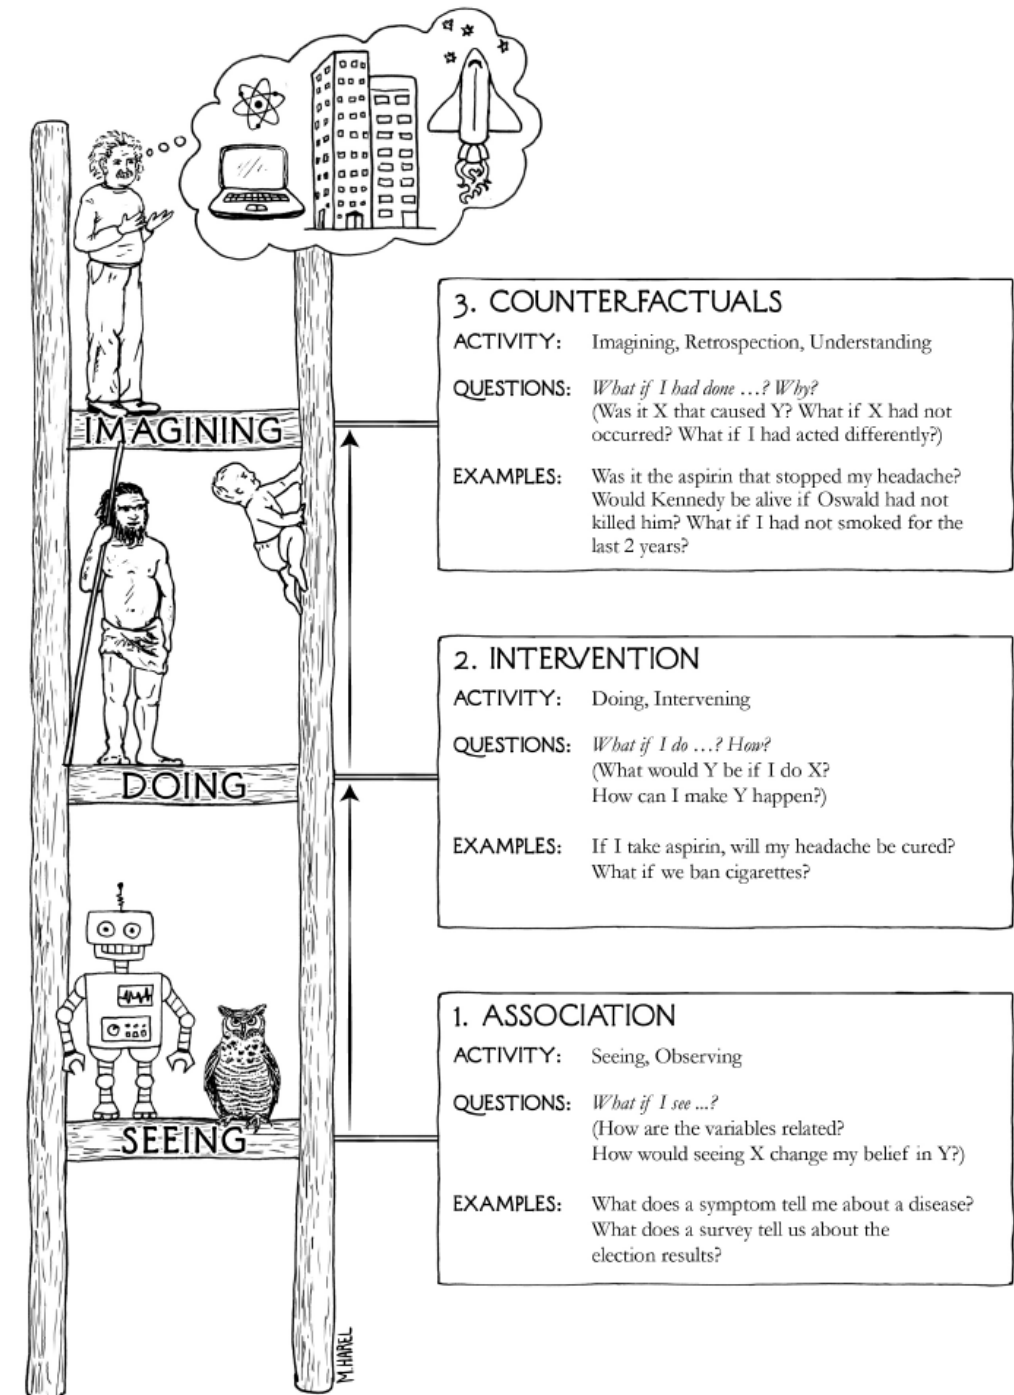 3. COUNTERFACTUALS
ACTIVITY: Imagining, Retrospection, Understanding
QUESTIONS: What if I had done …? Why?
(Was it X that caused Y? What if X had not
occurred? What if I had acted differently?)
EXAMPLES: Was it the aspirin that stopped my headache?
Would Kennedy be alive if Oswald had not
killed him? What if I had not smoked for the
last 2 years?
IMAGINING
2. INTERVENTION
ACTIVITY: Doing, Intervening
QUESTIONS: What if I do …? How?
(What would Y be if I do X?
How can I make Y happen?)
EXAMPLES: If I take aspirin, will my headache be cured?
What if we ban cigarettes?
DOING
1. ASSOCIATION
ACTIVITY: Seeing, Observing
QUESTIONS: What if I see ...?
(How are the variables related?
How would seeing X change my belief in Y?)
EXAMPLES: What does a symptom tell me about a disease?
What does a survey tell us about the
election results?
SEEING
M.HAREL